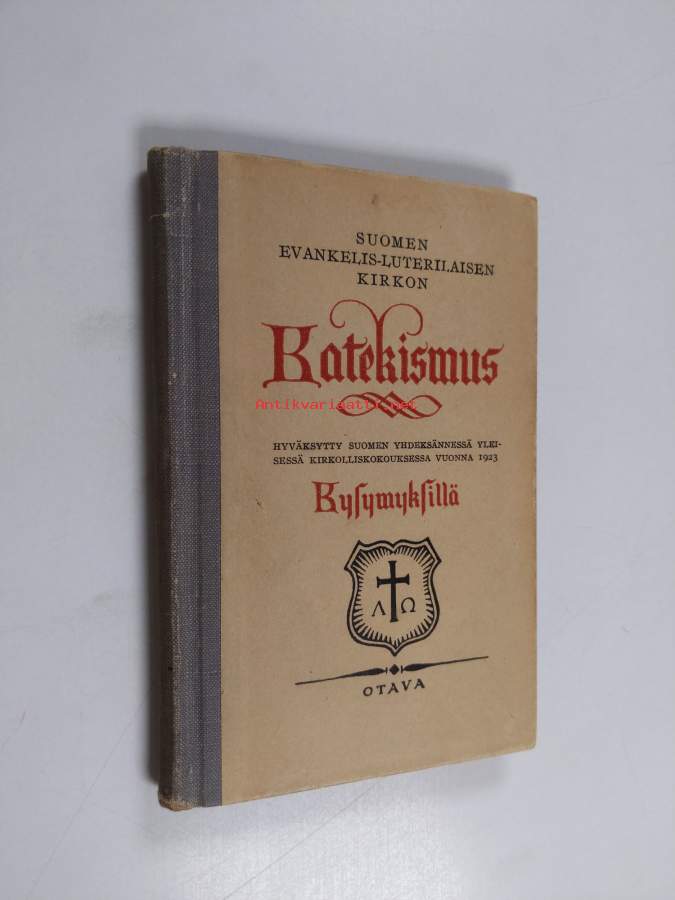 SUOMEN
EVANKELIS-LUTERILAISEN
KIRKON
Katekismus
Antikvariaatti.net
HYVÄKSYTTY SUOMEN YHDEKSÄNNESSÄ YLEI-
SESSÄ KIRKOLLISKOKOUKSESSA VUONNA 1923
Kysymyksillä
Λ Ω
OTAVA